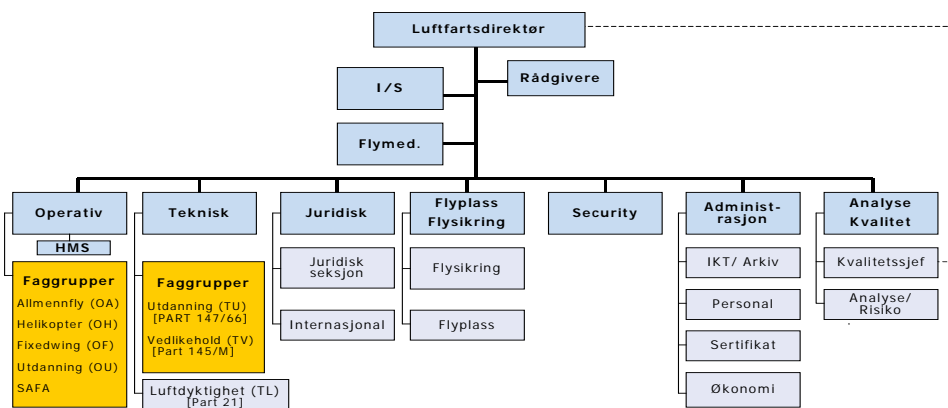 Luftfartsdirektør
I/S
Rådgivere
Flymed.
Operativ
HMS
Faggrupper
Allmennfly (OA)
Helikopter (OH)
Fixedwing (OF)
Utdanning (OU)
SAFA
Teknisk
Faggrupper
Utdanning (TU)
[PART 147/66]
Vedlikehold (TV)
[Part 145/M]
Luftdyktighet (TL)
[Part 21]
Juridisk
Juridisk
seksjon
Internasjonal
Flyplass
Flysikring
Flysikring
Flyplass
Security
Administ-
rasjon
IKT/ Arkiv
Personal
Sertifikat
Økonomi
Analyse
Kvalitet
Kvalitetssjef
Analyse/
Risiko